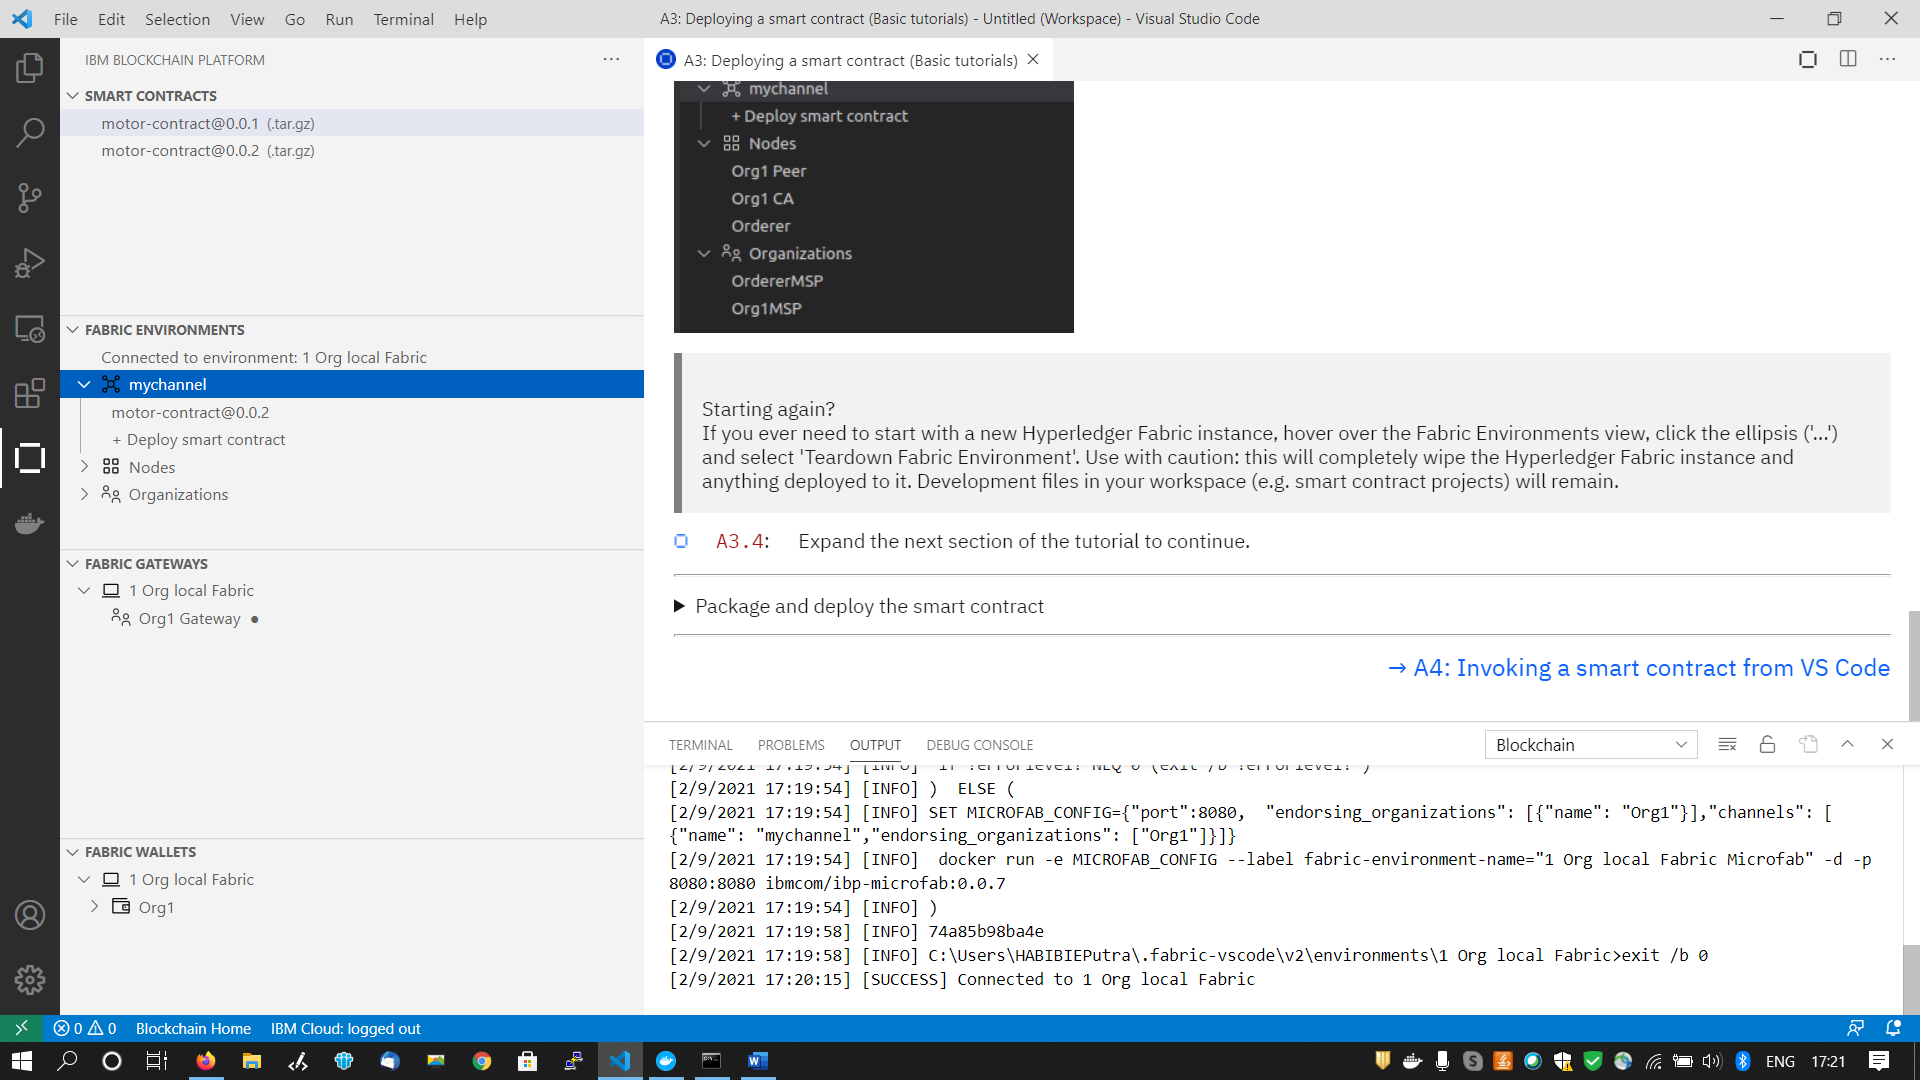 File Edit Selection View Go Run Terminal Help
A3: Deploying a smart contract (Basic tutorials) - Untitled (Workspace) - Visual Studio Code
IBM BLOCKCHAIN PLATFORM
SMART CONTRACTS
motor-contract@0.0.1 (.tar.gz)
motor-contract@0.0.2 (.tar.gz)
FABRIC ENVIRONMENTS
Connected to environment: 1 Org local Fabric
mychannel
motor-contract@0.0.2
+ Deploy smart contract
Nodes
Organizations
FABRIC GATEWAYS
1 Org local Fabric
Org1 Gateway ●
FABRIC WALLETS
1 Org local Fabric
Org1
A3: Deploying a smart contract (Basic tutorials)
mychannel
+ Deploy smart contract
Nodes
Org1 Peer
Org1 CA
Orderer
Organizations
OrdererMSP
Org1MSP
Starting again?
If you ever need to start with a new Hyperledger Fabric instance, hover over the Fabric Environments view, click the ellipsis ('...')
and select 'Teardown Fabric Environment'. Use with caution: this will completely wipe the Hyperledger Fabric instance and
anything deployed to it. Development files in your workspace (e.g. smart contract projects) will remain.
A3.4: Expand the next section of the tutorial to continue.
Package and deploy the smart contract
→ A4: Invoking a smart contract from VS Code
TERMINAL PROBLEMS OUTPUT DEBUG CONSOLE
Blockchain
[2/9/2021 17:19:54] [INFO] if !errorlevel! NEQ 0 (exit /b !errorlevel! )
[2/9/2021 17:19:54] [INFO] )  ELSE (
[2/9/2021 17:19:54] [INFO] SET MICROFAB_CONFIG={"port":8080,  "endorsing_organizations": [{"name": "Org1"}],"channels": [
{"name": "mychannel","endorsing_organizations": ["Org1"]}]}
[2/9/2021 17:19:54] [INFO]  docker run -e MICROFAB_CONFIG --label fabric-environment-name="1 Org local Fabric Microfab" -d -p
8080:8080 ibmcom/ibp-microfab:0.0.7
[2/9/2021 17:19:54] [INFO] )
[2/9/2021 17:19:58] [INFO] 74a85b98ba4e
[2/9/2021 17:19:58] [INFO] C:\Users\HABIBIEPutra\.fabric-vscode\v2\environments\1 Org local Fabric>exit /b 0
[2/9/2021 17:20:15] [SUCCESS] Connected to 1 Org local Fabric
0 0 Blockchain Home IBM Cloud: logged out
ENG 17:21